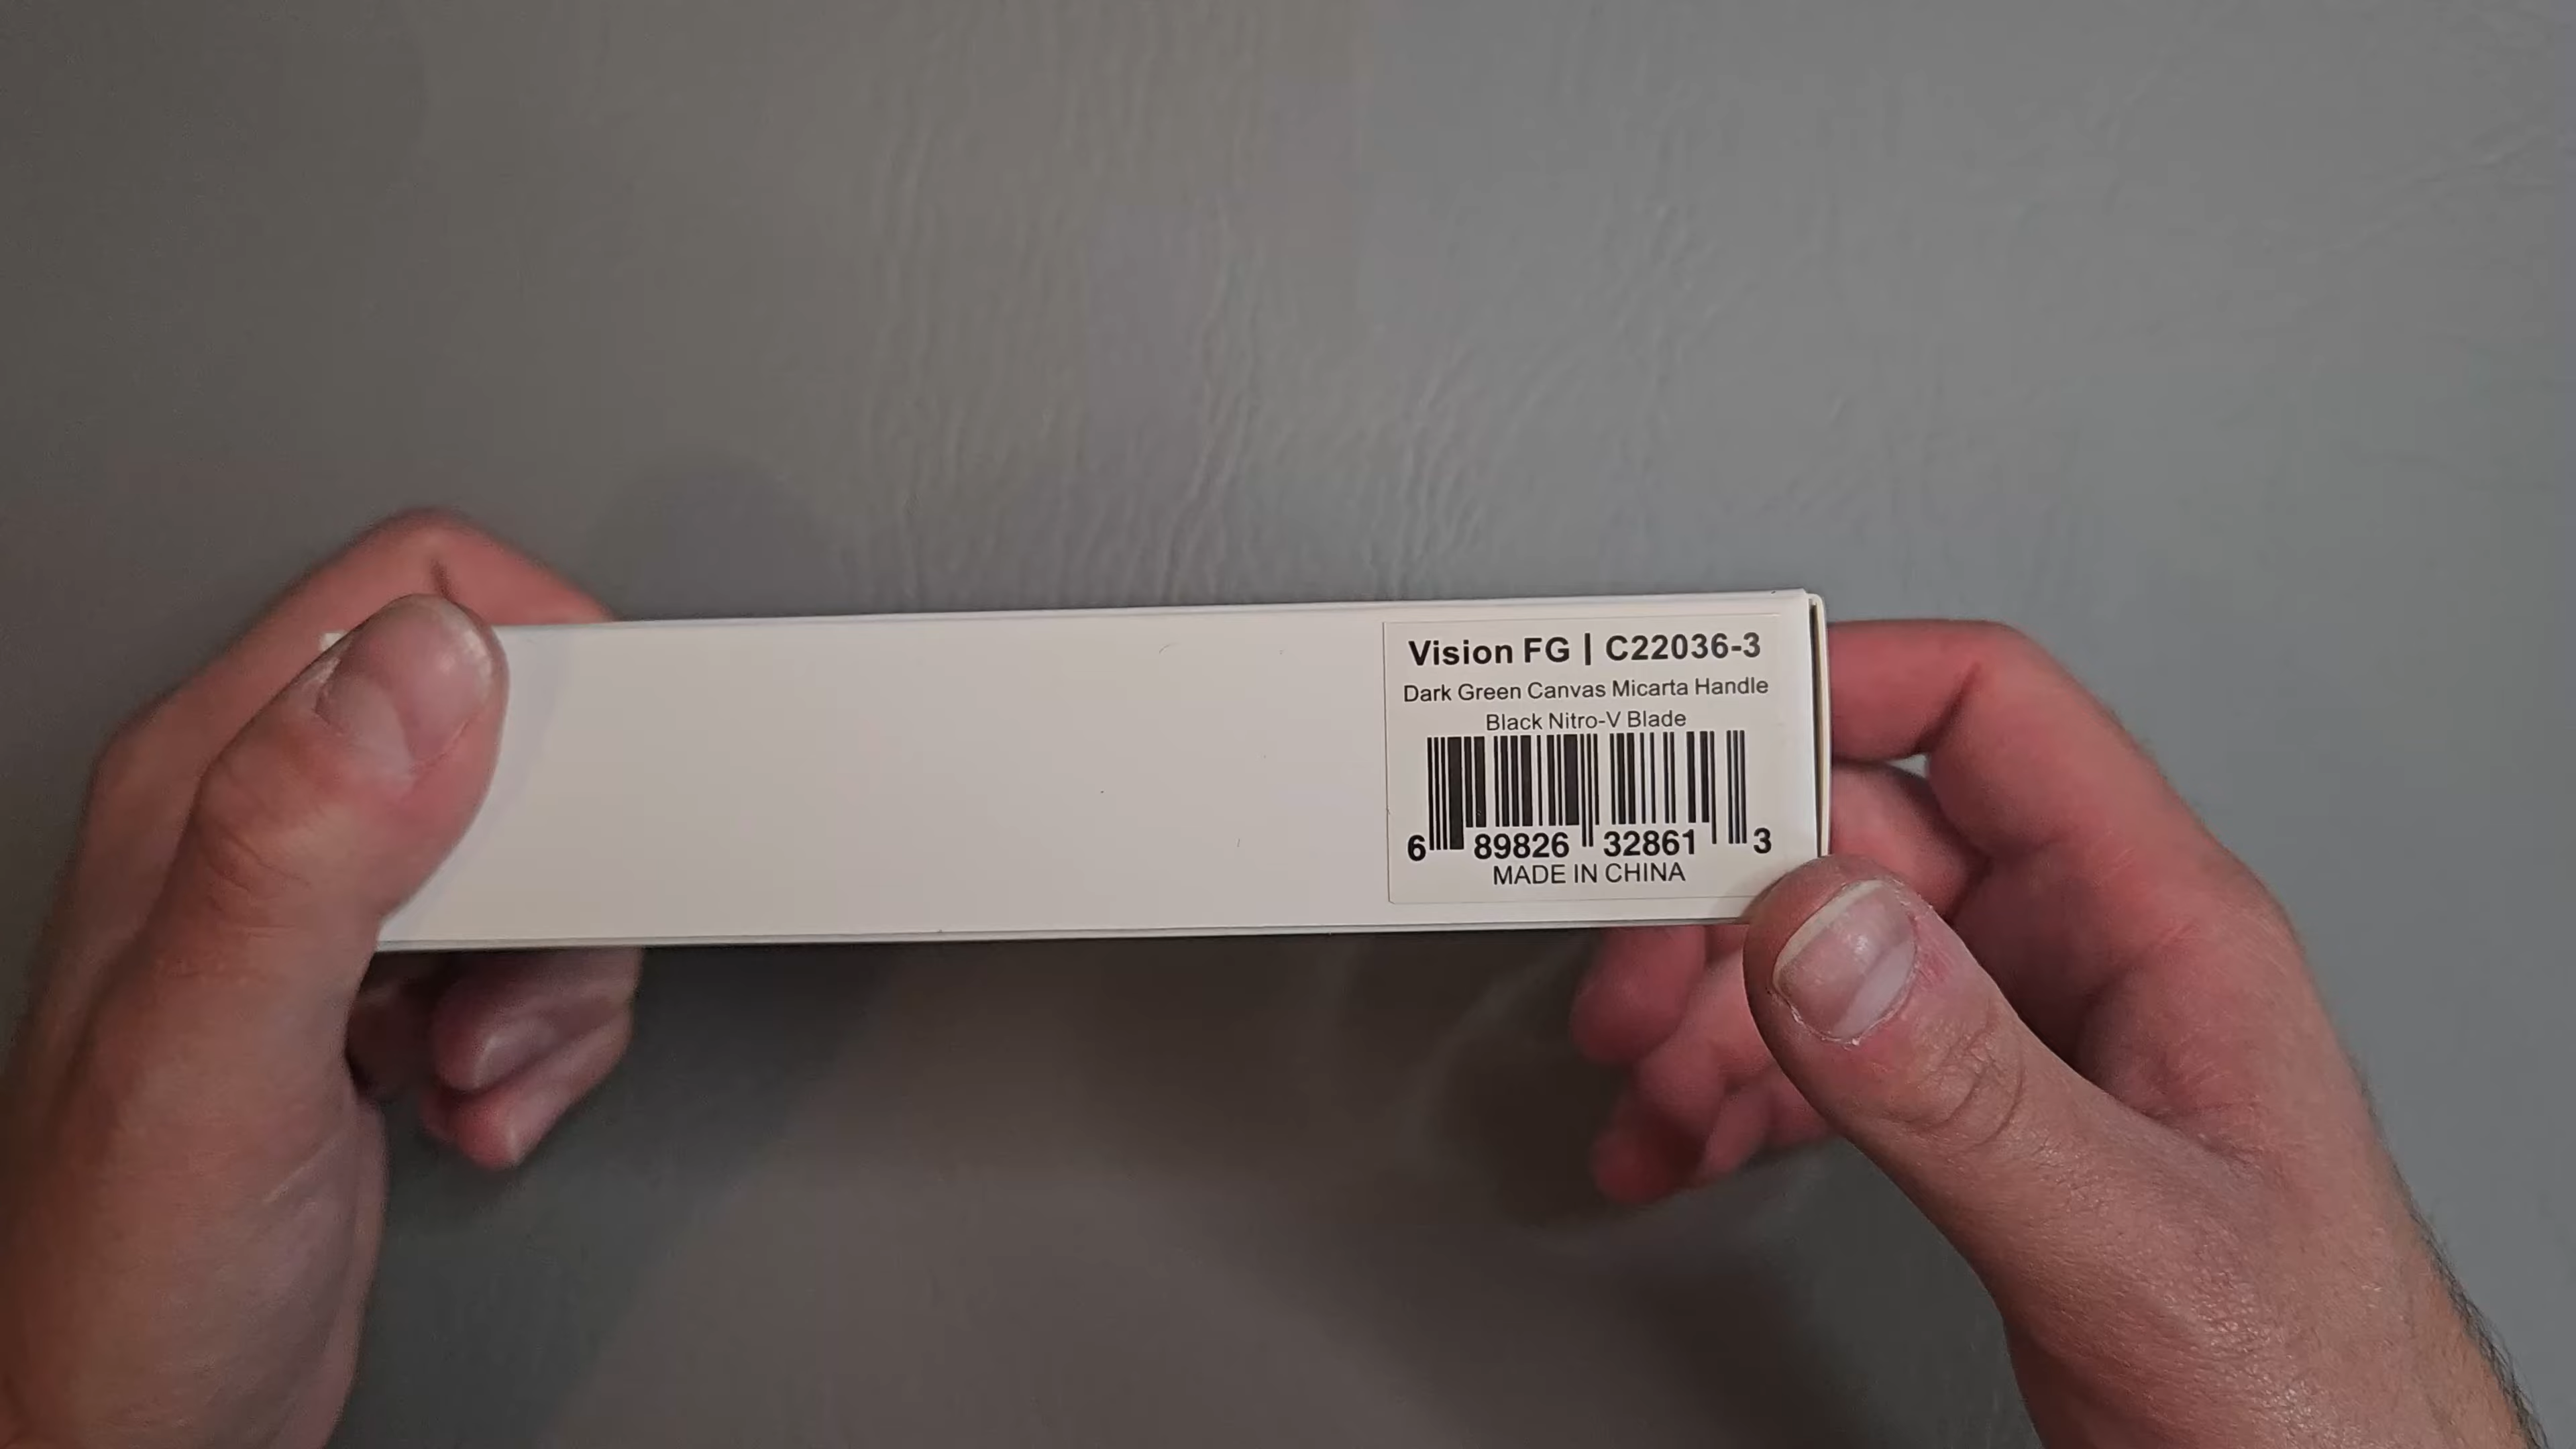 Vision FG | C22036-3
Dark Green Canvas Micarta Handle
Black Nitro-V Blade
6 89826 32861 3
MADE IN CHINA